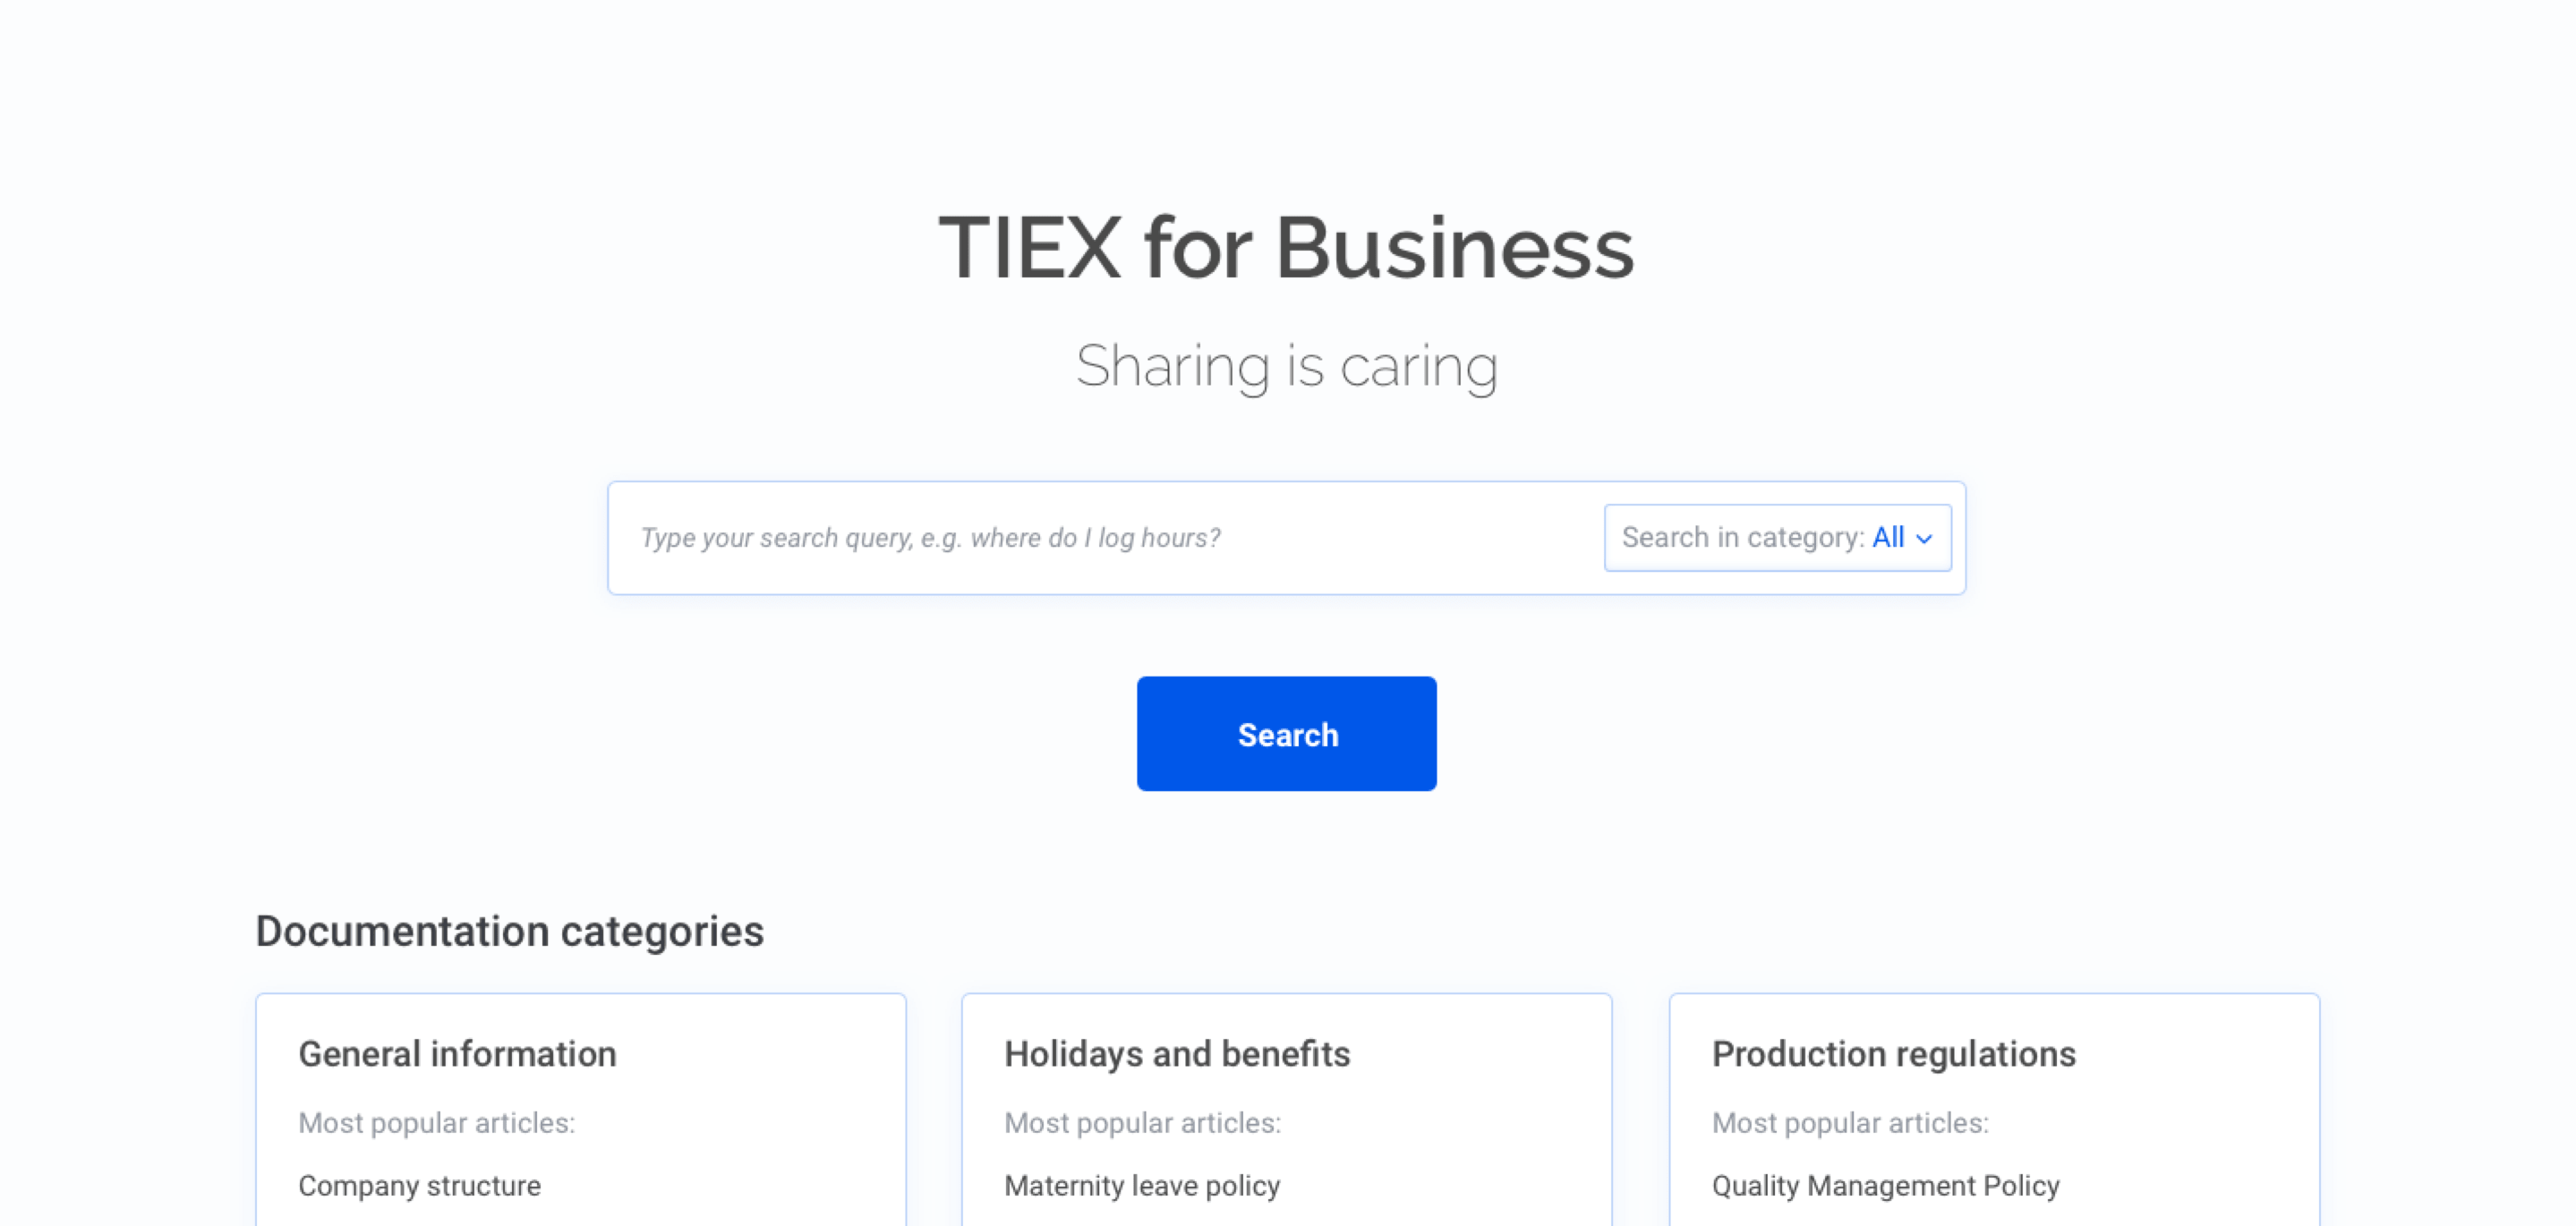 TIEX for Business
Sharing is caring
Type your search query, e.g. where do I log hours?
Search in category: All
Search
Documentation categories
General information
Most popular articles:
Company structure
Holidays and benefits
Most popular articles:
Maternity leave policy
Production regulations
Most popular articles:
Quality Management Policy